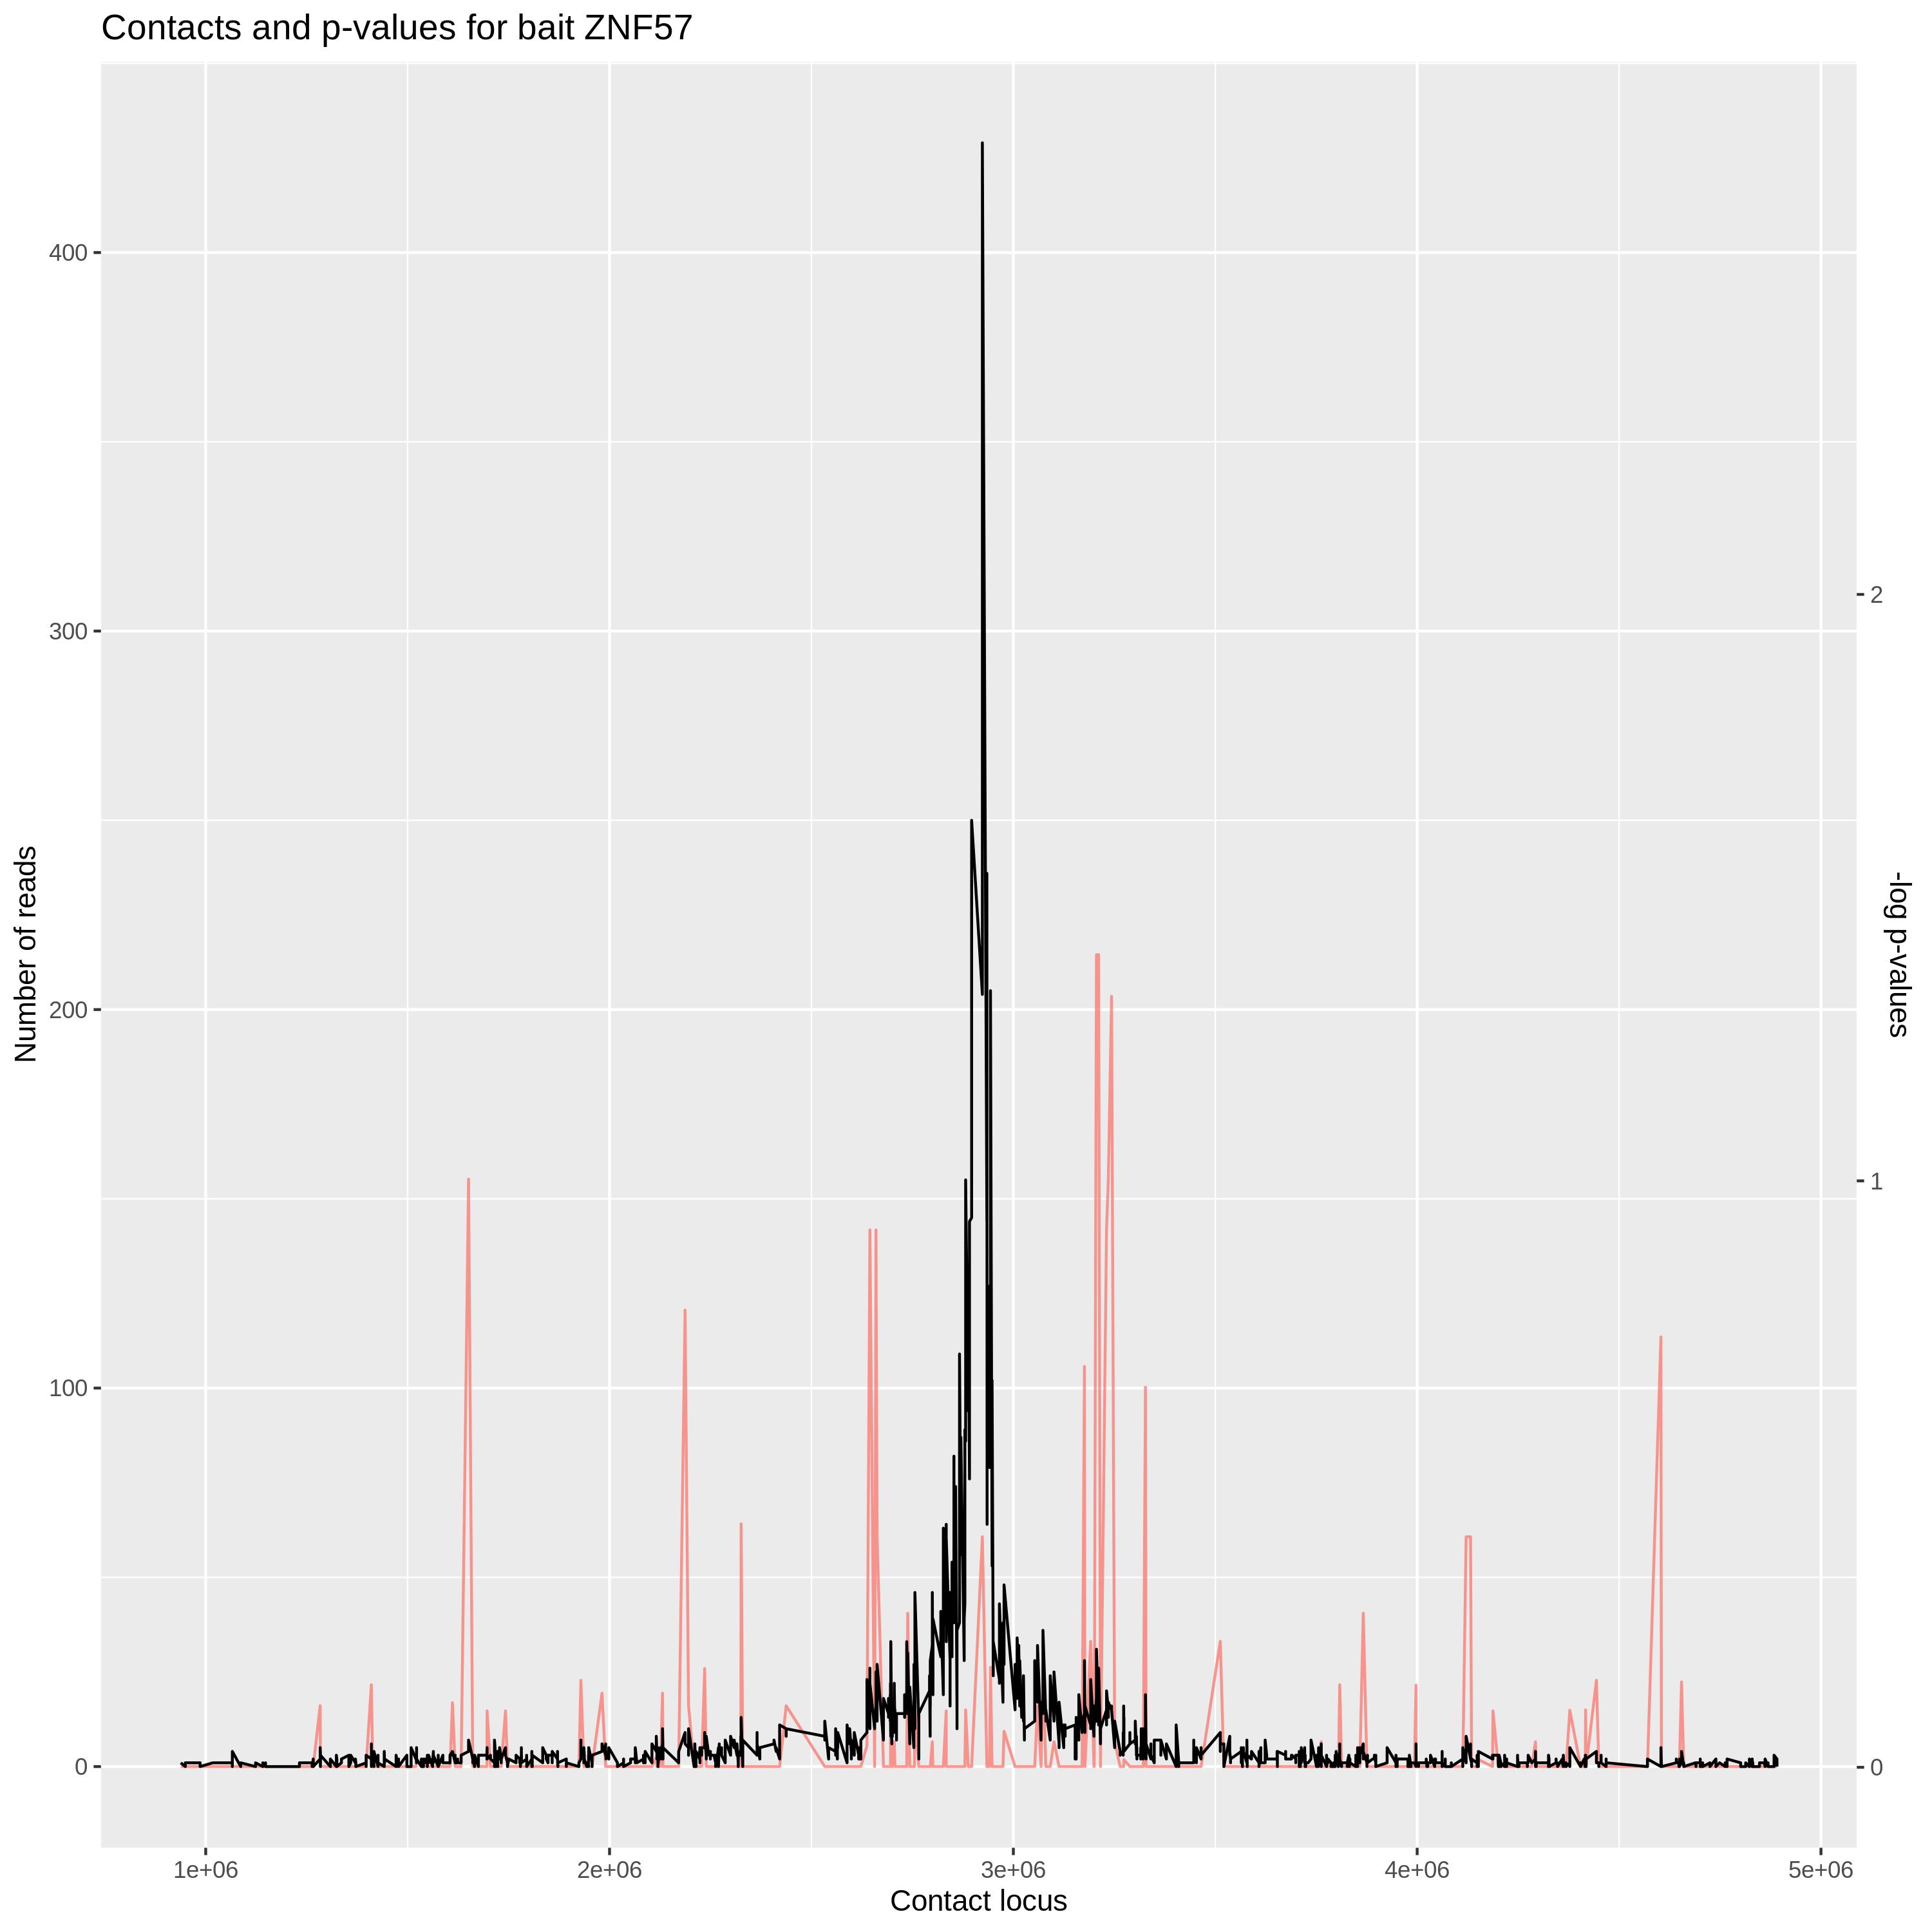 Contacts and p-values for bait ZNF57
Number of reads
400
300
200
100
0
2
1
0
-log p-values
1e+06
2e+06
3e+06
4e+06
5e+06
Contact locus